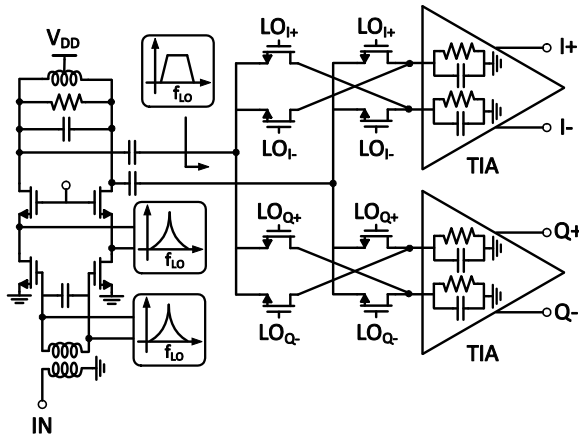 V_DD
f_LO
LO_I+
LO_I+
I+
LO_I-
LO_I-
I-
TIA
f_LO
LO_Q+
LO_Q+
Q+
f_LO
LO_Q-
LO_Q-
Q-
TIA
IN